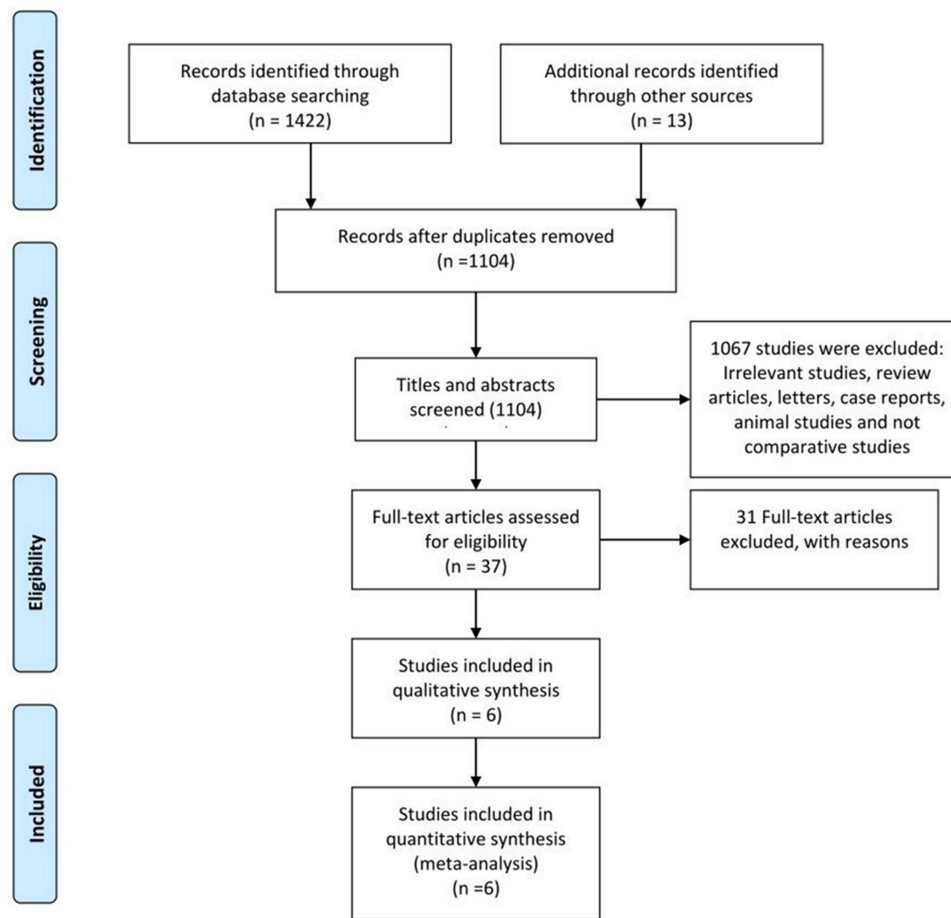 Identification
Records identified through
database searching
(n = 1422)
Additional records identified
through other sources
(n = 13)
Records after duplicates removed
(n =1104)
Screening
Titles and abstracts
screened (1104)
1067 studies were excluded:
Irrelevant studies, review
articles, letters, case reports,
animal studies and not
comparative studies
Eligibility
Full-text articles assessed
for eligibility
(n = 37)
31 Full-text articles
excluded, with reasons
Studies included in
qualitative synthesis
(n = 6)
Included
Studies included in
quantitative synthesis
(meta-analysis)
(n =6)